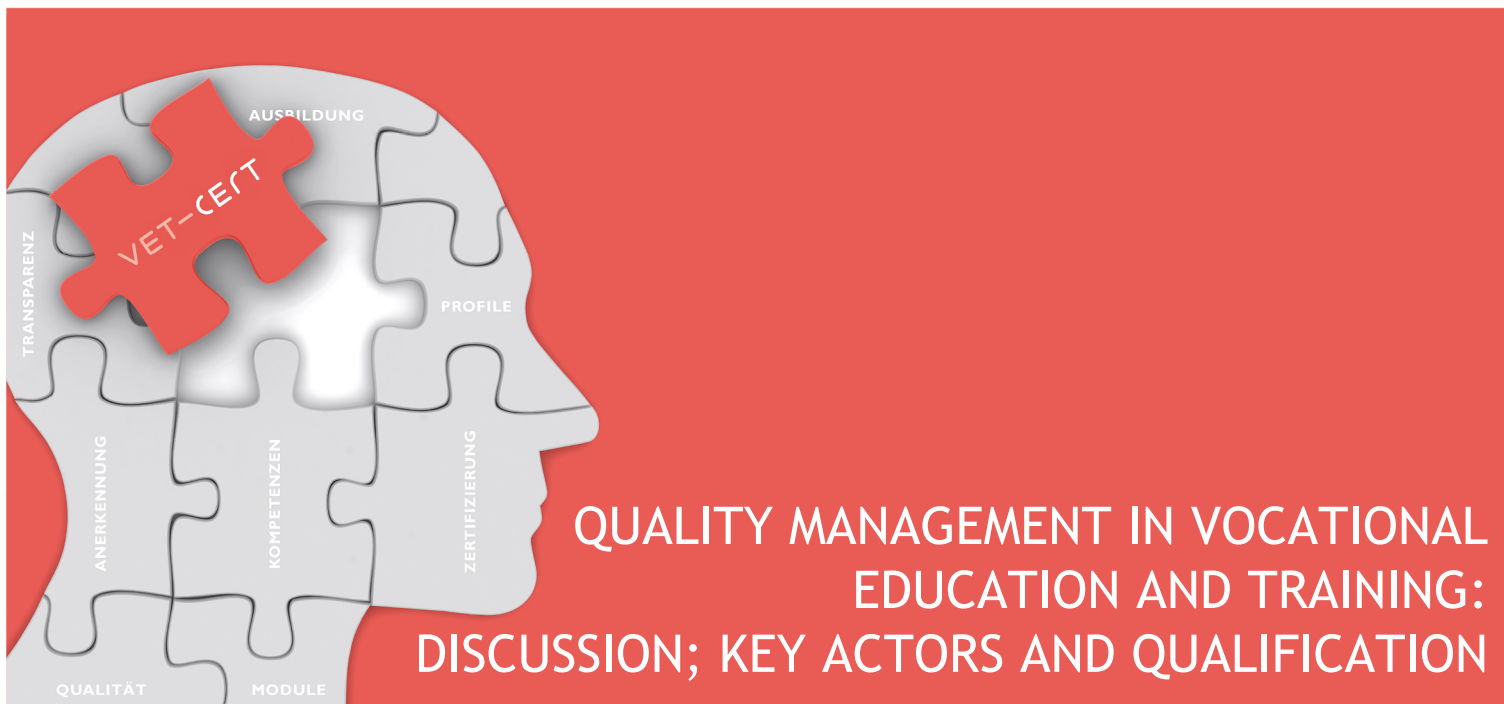 AUSBILDUNG
VET-CERT
TRANSPARENZ
PROFILE
ANERKENNUNG
KOMPETENZEN
ZERTIFIZIERUNG
QUALITY MANAGEMENT IN VOCATIONAL
EDUCATION AND TRAINING:
DISCUSSION; KEY ACTORS AND QUALIFICATION
QUALITÄT
MODULE